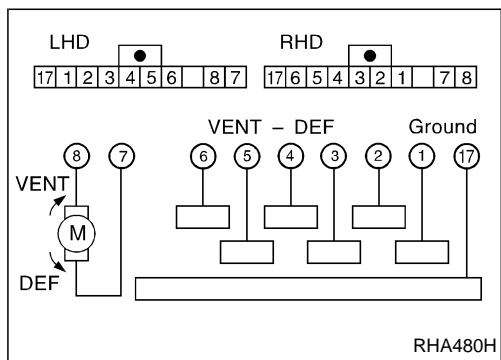 LHD RHD
17 1 2 3 4 5 6 8 7 17 6 5 4 3 2 1 7 8
VENT – DEF Ground
8 7 6 5 4 3 2 1 17
VENT
M
DEF
RHA480H